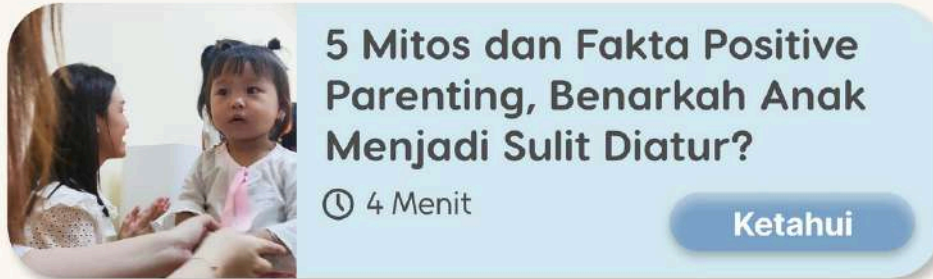 5 Mitos dan Fakta Positive
Parenting, Benarkah Anak
Menjadi Sulit Diatur?
4 Menit
Ketahui